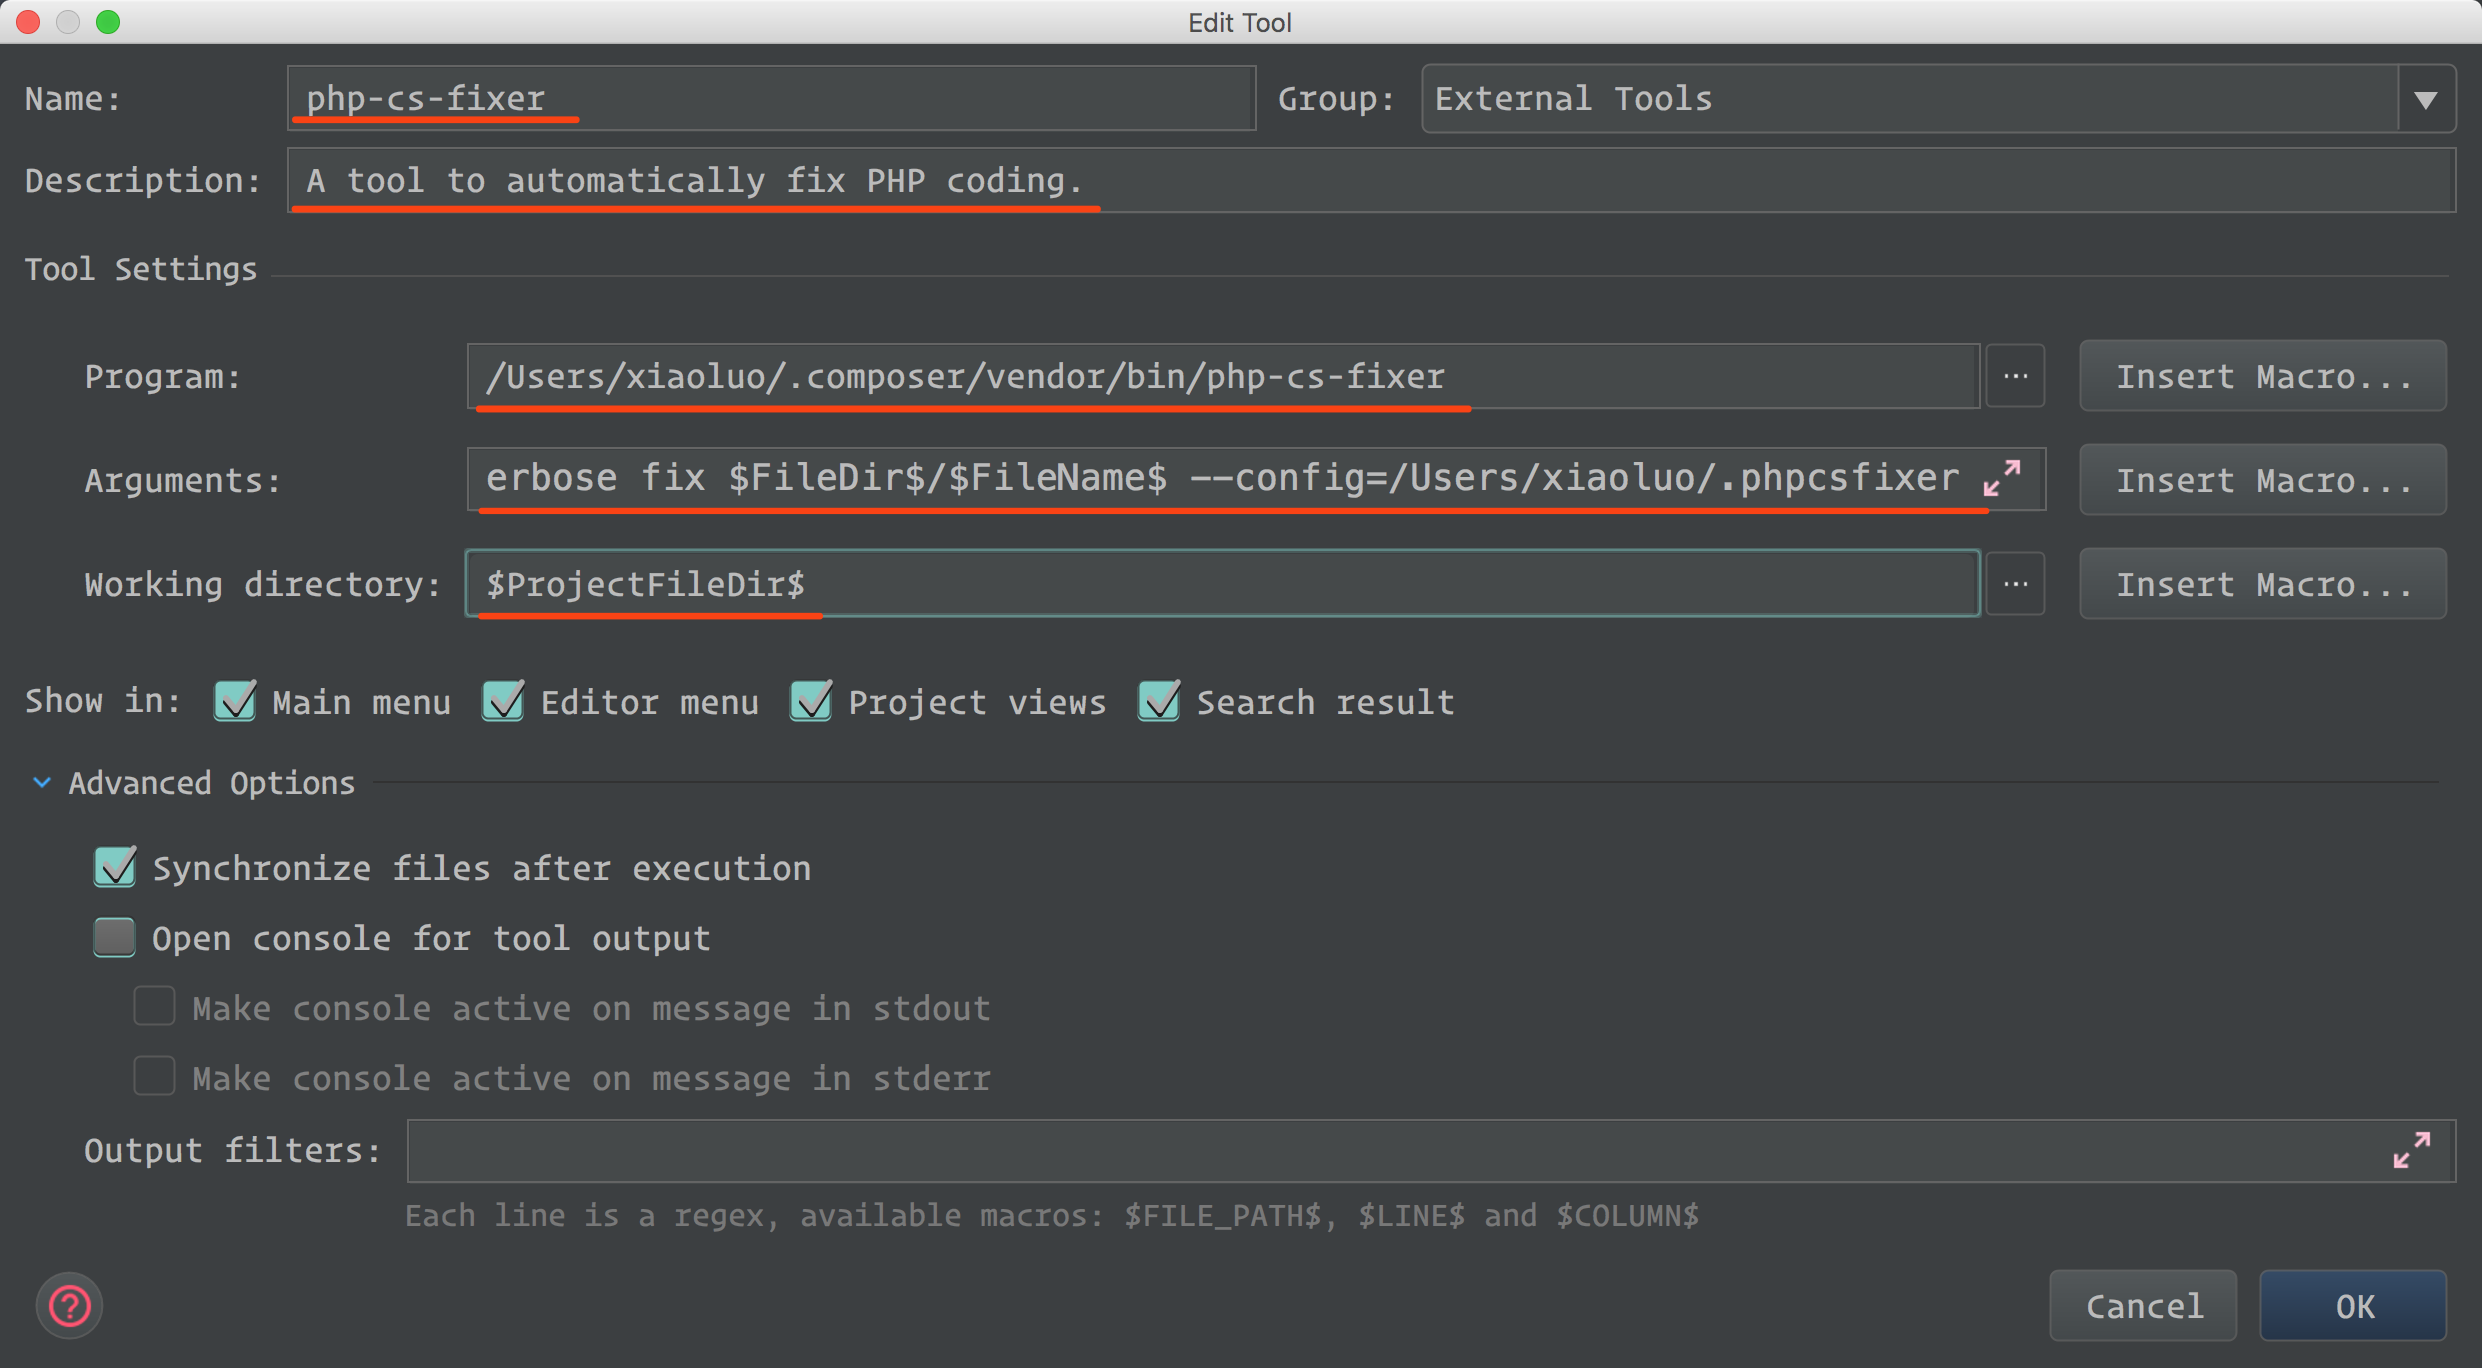 Edit Tool
Name: php-cs-fixer Group: External Tools
Description: A tool to automatically fix PHP coding.
Tool Settings
Program: /Users/xiaoluo/.composer/vendor/bin/php-cs-fixer ... Insert Macro...
Arguments: erbose fix $FileDir$/$FileName$ --config=/Users/xiaoluo/.phpcsfixer Insert Macro...
Working directory: $ProjectFileDir$ ... Insert Macro...
Show in: Main menu Editor menu Project views Search result
Advanced Options
Synchronize files after execution
Open console for tool output
Make console active on message in stdout
Make console active on message in stderr
Output filters:
Each line is a regex, available macros: $FILE_PATH$, $LINE$ and $COLUMN$
? Cancel OK